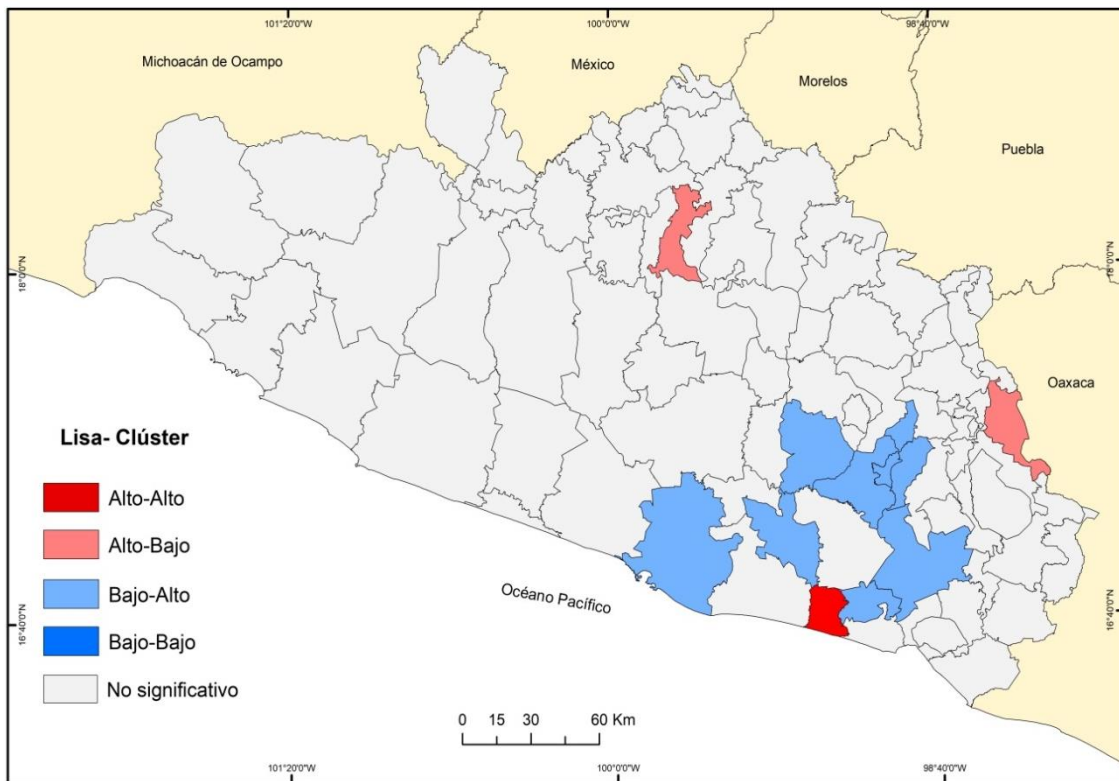 101°20'0"W
100°0'0"W
98°40'0"W
Michoacán de Ocampo
México
Morelos
Puebla
18°0'0"N
18°0'0"N
Oaxaca
Lisa- Clúster
Alto-Alto
Alto-Bajo
Bajo-Alto
Bajo-Bajo
No significativo
Océano Pacífico
16°40'0"N
16°40'0"N
0 15 30 60 Km
101°20'0"W
100°0'0"W
98°40'0"W